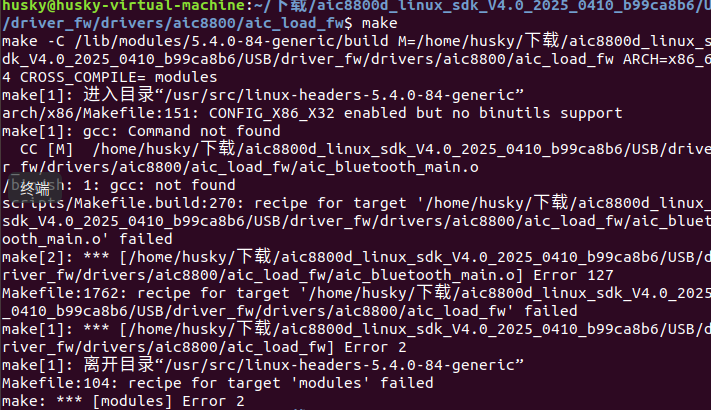 husky@husky-virtual-machine:~/下载/aic8800d_linux_sdk_V4.0_2025_0410_b99ca8b6/U
/driver_fw/drivers/aic8800/aic_load_fw$ make
make -C /lib/modules/5.4.0-84-generic/build M=/home/husky/下载/aic8800d_linux_s
dk_V4.0_2025_0410_b99ca8b6/USB/driver_fw/drivers/aic8800/aic_load_fw ARCH=x86_6
4 CROSS_COMPILE= modules
make[1]: 进入目录“/usr/src/linux-headers-5.4.0-84-generic”
arch/x86/Makefile:151: CONFIG_X86_X32 enabled but no binutils support
make[1]: gcc: Command not found
CC [M] /home/husky/下载/aic8800d_linux_sdk_V4.0_2025_0410_b99ca8b6/USB/drive
r_fw/drivers/aic8800/aic_load_fw/aic_bluetooth_main.o
/bin/sh: 1: gcc: not found
终端
scripts/Makefile.build:270: recipe for target '/home/husky/下载/aic8800d_linux_
sdk_V4.0_2025_0410_b99ca8b6/USB/driver_fw/drivers/aic8800/aic_load_fw/aic_bluet
ooth_main.o' failed
make[2]: *** [/home/husky/下载/aic8800d_linux_sdk_V4.0_2025_0410_b99ca8b6/USB/d
river_fw/drivers/aic8800/aic_load_fw/aic_bluetooth_main.o] Error 127
Makefile:1762: recipe for target '/home/husky/下载/aic8800d_linux_sdk_V4.0_2025
_0410_b99ca8b6/USB/driver_fw/drivers/aic8800/aic_load_fw' failed
make[1]: *** [/home/husky/下载/aic8800d_linux_sdk_V4.0_2025_0410_b99ca8b6/USB/d
river_fw/drivers/aic8800/aic_load_fw] Error 2
make[1]: 离开目录“/usr/src/linux-headers-5.4.0-84-generic”
Makefile:104: recipe for target 'modules' failed
make: *** [modules] Error 2